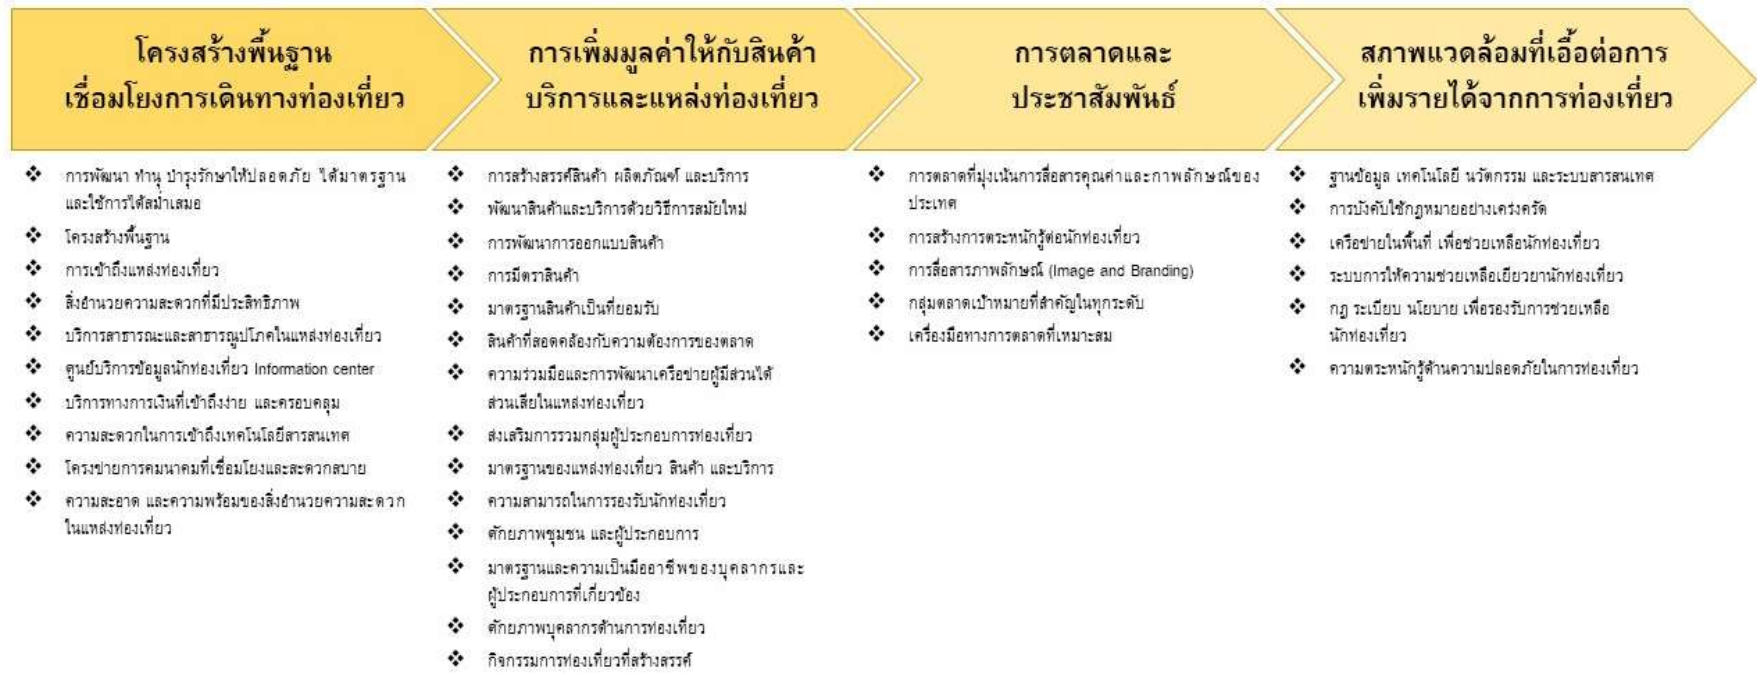 โครงสร้างพื้นฐาน
เชื่อมโยงการเดินทางท่องเที่ยว
การพัฒนา ทำนุ บำรุงรักษาให้ปลอดภัย ได้มาตรฐาน
และใช้การได้สม่ำเสมอ
โครงสร้างพื้นฐาน
การเข้าถึงแหล่งท่องเที่ยว
สิ่งอำนวยความสะดวกที่มีประสิทธิภาพ
บริการสาธารณะและสาธารณูปโภคในแหล่งท่องเที่ยว
ศูนย์บริการข้อมูลนักท่องเที่ยว Information center
บริการทางการเงินที่เข้าถึงง่าย และครอบคลุม
ความสะดวกในการเข้าถึงเทคโนโลยีสารสนเทศ
โครงข่ายการคมนาคมที่เชื่อมโยงและสะดวกสบาย
ความสะอาด และความพร้อมของสิ่งอำนวยความสะดวก
ในแหล่งท่องเที่ยว
การเพิ่มมูลค่าให้กับสินค้า
บริการและแหล่งท่องเที่ยว
การสร้างสรรค์สินค้า ผลิตภัณฑ์ และบริการ
พัฒนาสินค้าและบริการด้วยวิธีการสมัยใหม่
การพัฒนาการออกแบบสินค้า
การมีตราสินค้า
มาตรฐานสินค้าเป็นที่ยอมรับ
สินค้าที่สอดคล้องกับความต้องการของตลาด
ความร่วมมือและการพัฒนาเครือข่ายผู้มีส่วนได้
ส่วนเสียในแหล่งท่องเที่ยว
ส่งเสริมการรวมกลุ่มผู้ประกอบการท่องเที่ยว
มาตรฐานของแหล่งท่องเที่ยว สินค้า และบริการ
ความสามารถในการรองรับนักท่องเที่ยว
ศักยภาพชุมชน และผู้ประกอบการ
มาตรฐานและความเป็นมืออาชีพของบุคลากรและ
ผู้ประกอบการที่เกี่ยวข้อง
ศักยภาพบุคลากรด้านการท่องเที่ยว
กิจกรรมการท่องเที่ยวที่สร้างสรรค์
การตลาดและ
ประชาสัมพันธ์
การตลาดที่มุ่งเน้นการสื่อสารคุณค่าและภาพลักษณ์ของ
ประเทศ
การสร้างการตระหนักรู้ต่อนักท่องเที่ยว
การสื่อสารภาพลักษณ์ (Image and Branding)
กลุ่มตลาดเป้าหมายที่สำคัญในทุกระดับ
เครื่องมือทางการตลาดที่เหมาะสม
สภาพแวดล้อมที่เอื้อต่อการ
เพิ่มรายได้จากการท่องเที่ยว
ฐานข้อมูล เทคโนโลยี นวัตกรรม และระบบสารสนเทศ
การบังคับใช้กฎหมายอย่างเคร่งครัด
เครือข่ายในพื้นที่ เพื่อช่วยเหลือนักท่องเที่ยว
ระบบการให้ความช่วยเหลือเยียวยานักท่องเที่ยว
กฎ ระเบียบ นโยบาย เพื่อรองรับการช่วยเหลือ
นักท่องเที่ยว
ความตระหนักรู้ด้านความปลอดภัยในการท่องเที่ยว